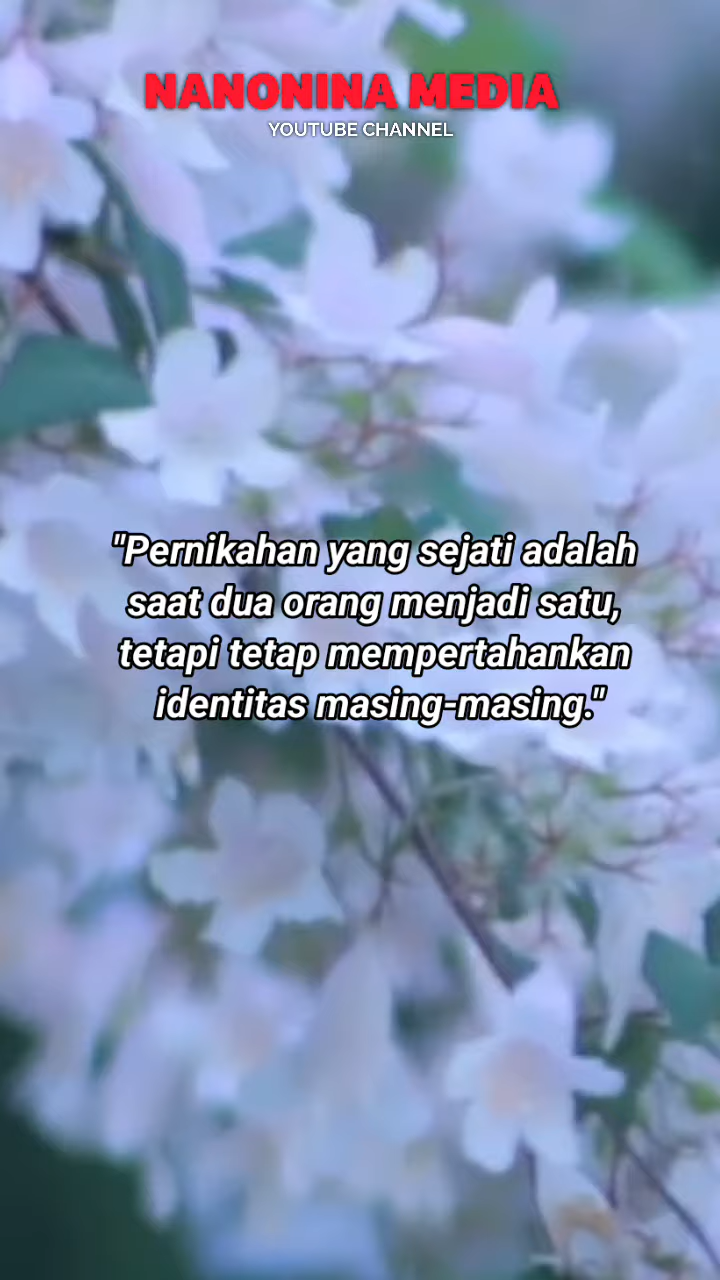 NANONINA MEDIA
YOUTUBE CHANNEL
"Pernikahan yang sejati adalah
saat dua orang menjadi satu,
tetapi tetap mempertahankan
identitas masing-masing."